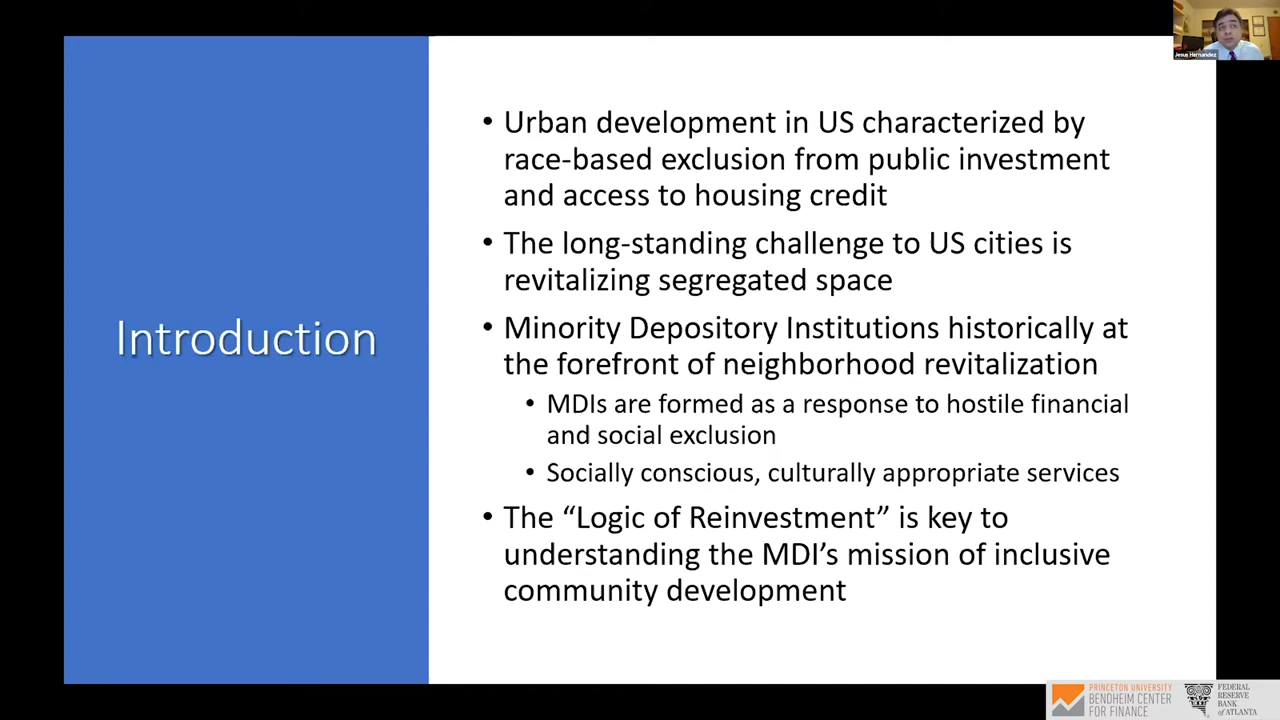 Jesus Hernandez
Introduction
• Urban development in US characterized by
race-based exclusion from public investment
and access to housing credit
• The long-standing challenge to US cities is
revitalizing segregated space
• Minority Depository Institutions historically at
the forefront of neighborhood revitalization
• MDIs are formed as a response to hostile financial
and social exclusion
• Socially conscious, culturally appropriate services
• The “Logic of Reinvestment” is key to
understanding the MDI’s mission of inclusive
community development
PRINCETON UNIVERSITY
BENDHEIM CENTER
FOR FINANCE
FEDERAL
RESERVE
BANK
of ATLANTA